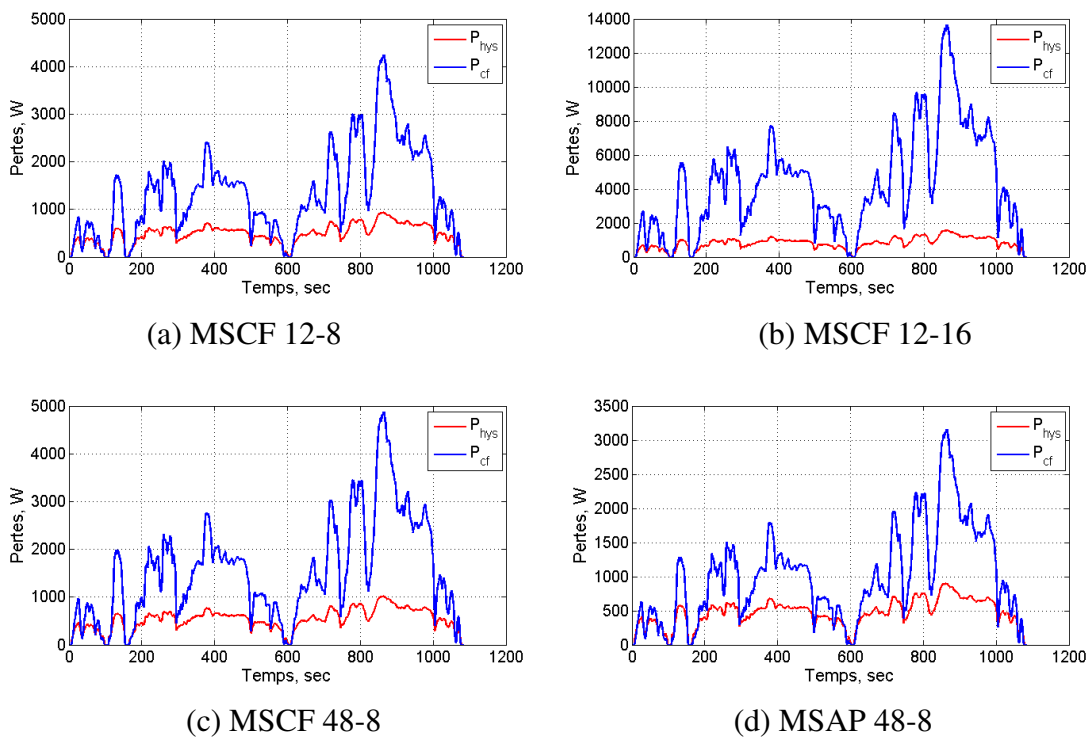 5000
4000
3000
2000
1000
0
Pertes, W
P_hys
P_cf
0 200 400 600 800 1000 1200
Temps, sec
(a) MSCF 12-8
14000
12000
10000
8000
6000
4000
2000
0
Pertes, W
P_hys
P_cf
0 200 400 600 800 1000 1200
Temps, sec
(b) MSCF 12-16
5000
4000
3000
2000
1000
0
Pertes, W
P_hys
P_cf
0 200 400 600 800 1000 1200
Temps, sec
(c) MSCF 48-8
3500
3000
2500
2000
1500
1000
500
0
Pertes, W
P_hys
P_cf
0 200 400 600 800 1000 1200
Temps, sec
(d) MSAP 48-8